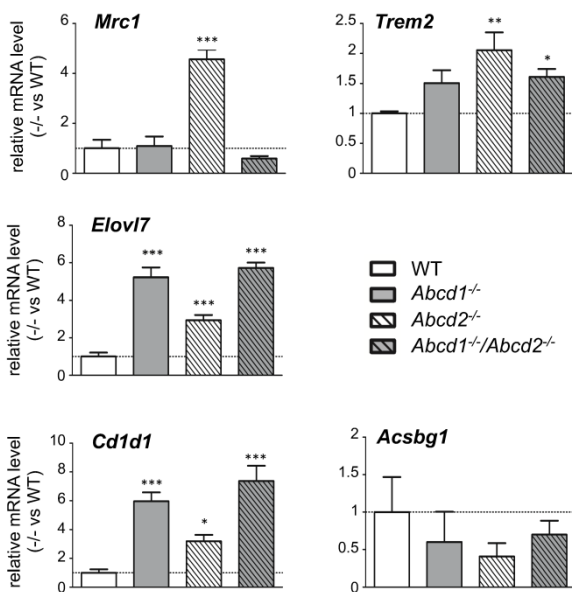 Mrc1
relative mRNA level
(-/- vs WT)
6
4
2
0
***
Trem2
2.5
2
1.5
1
0.5
**
*
Elovl7
relative mRNA level
(-/- vs WT)
8
6
4
2
0
***
***
***
WT
Abcd1-/-
Abcd2-/-
Abcd1-/-/Abcd2-/-
Cd1d1
relative mRNA level
(-/- vs WT)
10
8
6
4
2
0
***
*
***
Acsbg1
2
1.5
1
0.5
0